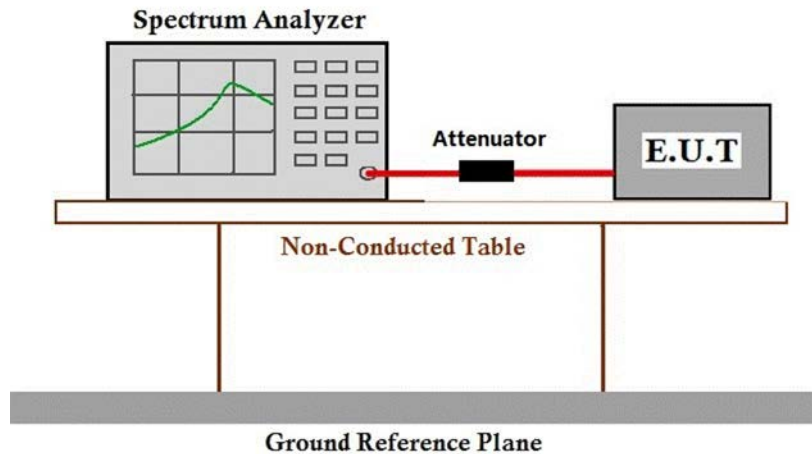 Spectrum Analyzer
Attenuator
E.U.T
Non-Conducted Table
Ground Reference Plane